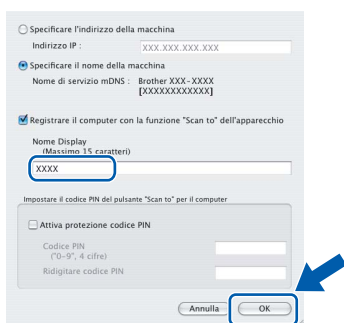 Specificare l'indirizzo della macchina
Indirizzo IP : XXX.XXX.XXX.XXX
Specificare il nome della macchina
Nome di servizio mDNS : Brother XXX-XXXX
[XXXXXXXXXXXX]
Registrare il computer con la funzione "Scan to" dell'apparecchio
Nome Display
(Massimo 15 caratteri)
XXXX
Impostare il codice PIN del pulsante "Scan to" per il computer
Attiva protezione codice PIN
Codice PIN
("0-9", 4 cifre)
Ridigitare codice PIN
Annulla OK